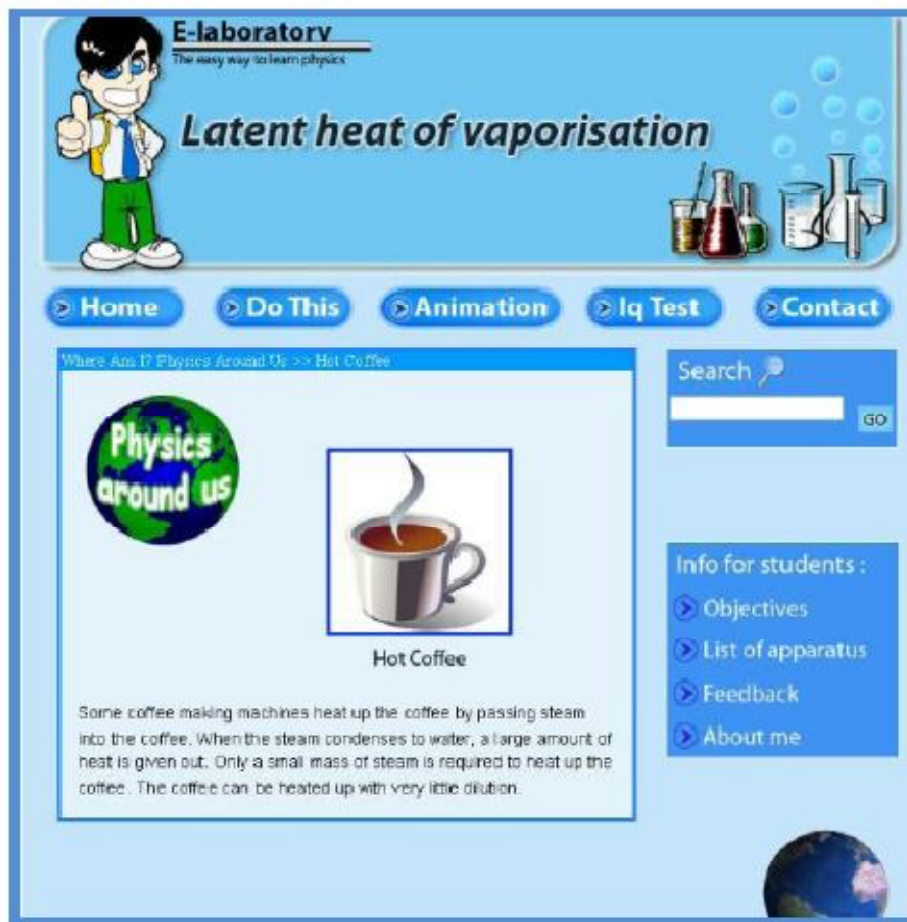 E-laboratory
The easy way to learn physics
Latent heat of vaporisation
Home
Do This
Animation
Iq Test
Contact
Where Am I? Physics Around Us >> Hot Coffee
Physics
around us
Hot Coffee
Some coffee making machines heat up the coffee by passing steam
into the coffee. When the steam condenses to water, a large amount of
heat is given out. Only a small mass of steam is required to heat up the
coffee. The coffee can be heated up with very little dilution.
Search
GO
Info for students :
Objectives
List of apparatus
Feedback
About me